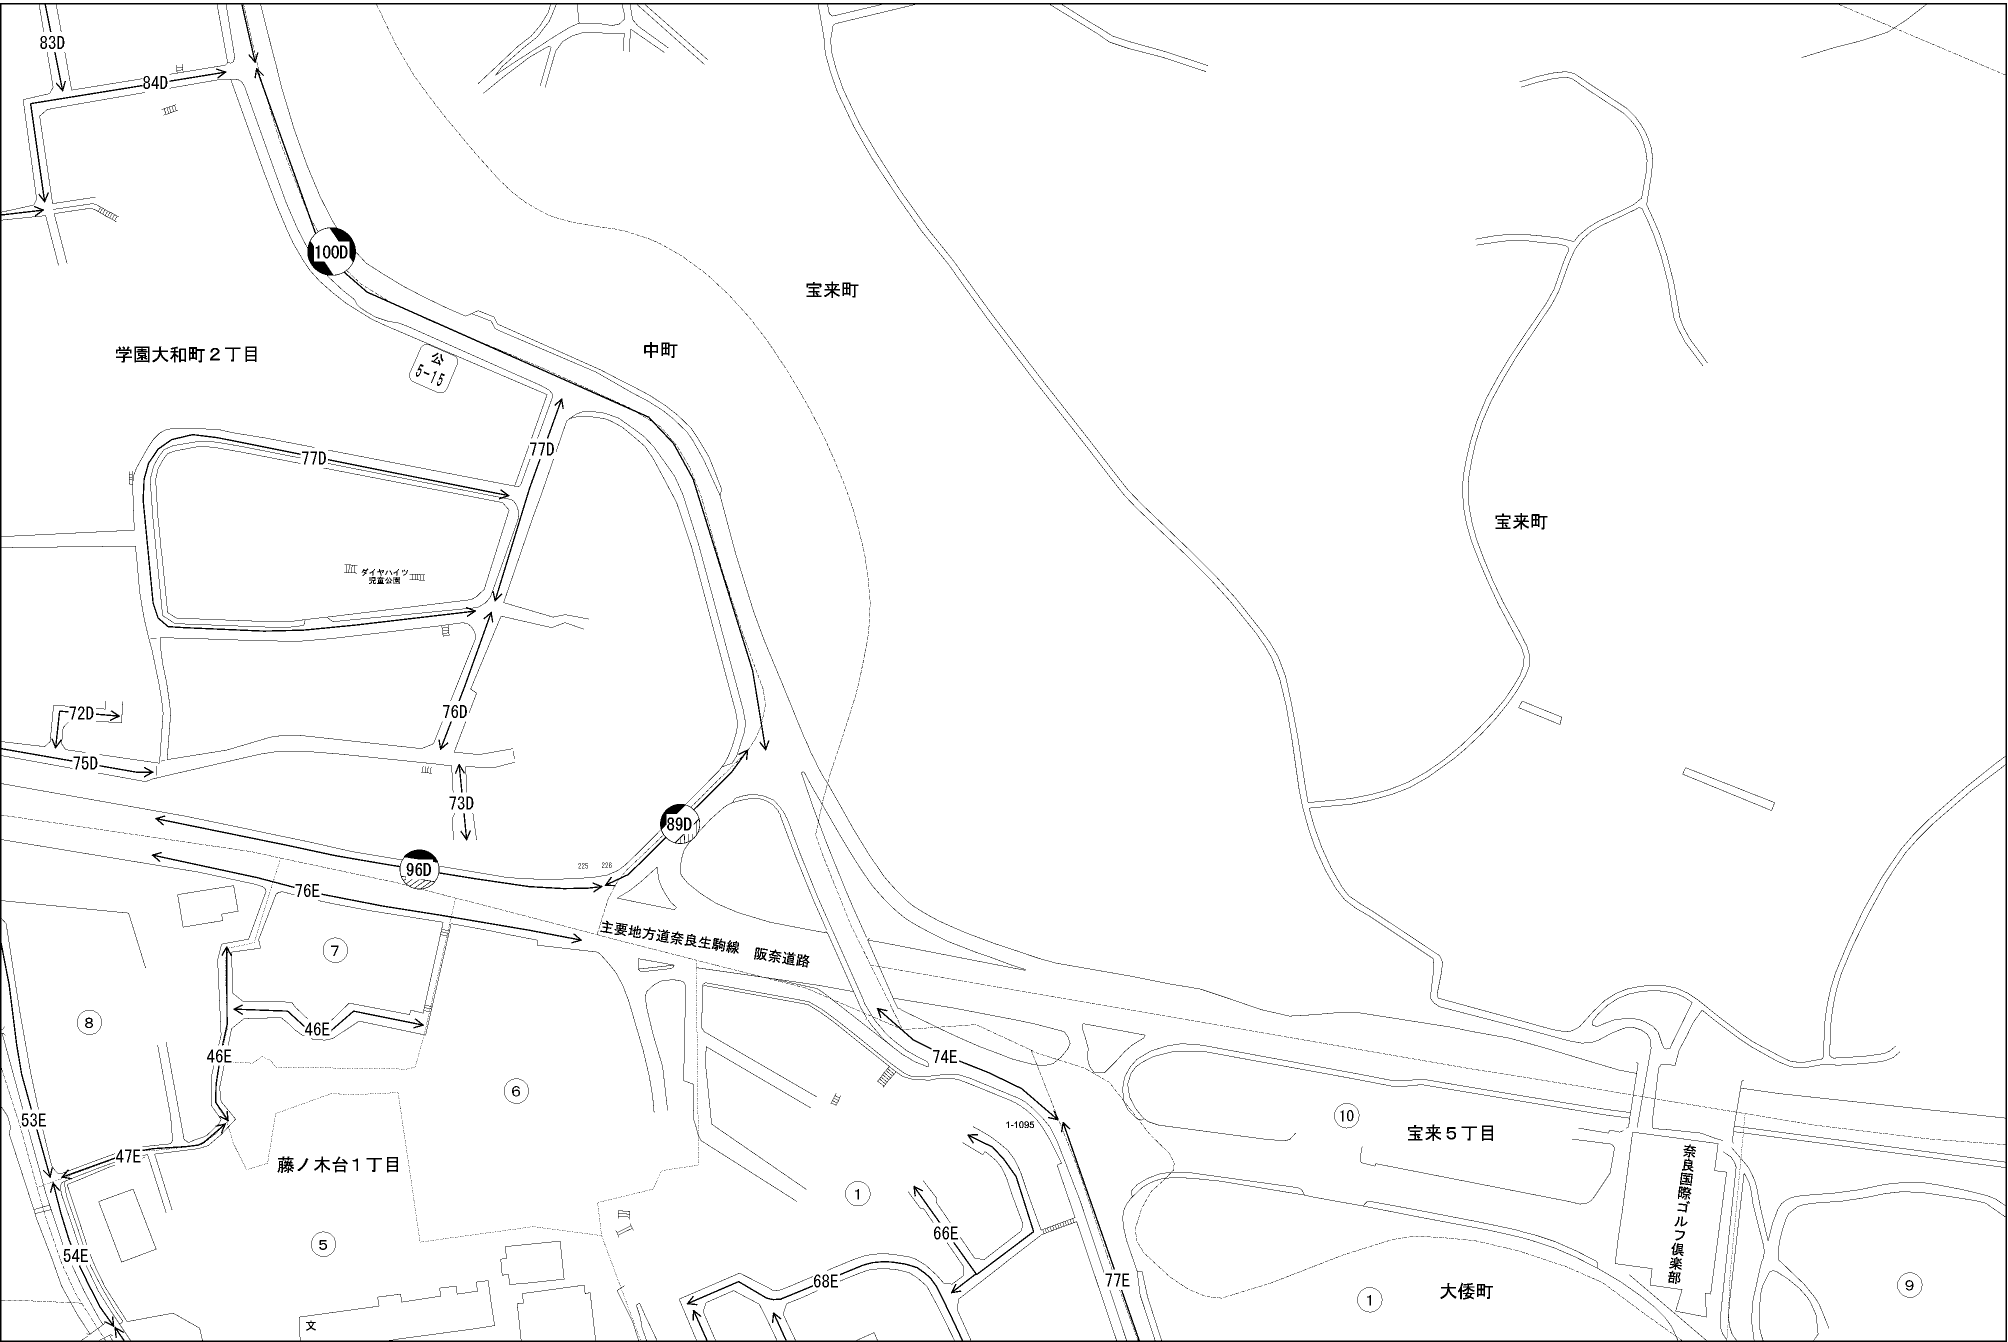 83D
84D
100D
宝来町
中町
学園大和町２丁目
公
5-15
77D
77D
宝来町
ダイヤハイツ
児童公園
72D
76D
75D
73D
89D
96D
225
226
76E
主要地方道奈良生駒線　阪奈道路
⑦
46E
⑧
46E
74E
⑥
53E
1-1095
⑩
宝来５丁目
47E
藤ノ木台１丁目
奈良国際ゴルフ倶楽部
①
66E
⑤
54E
68E
77E
大倭町
①
⑨
文